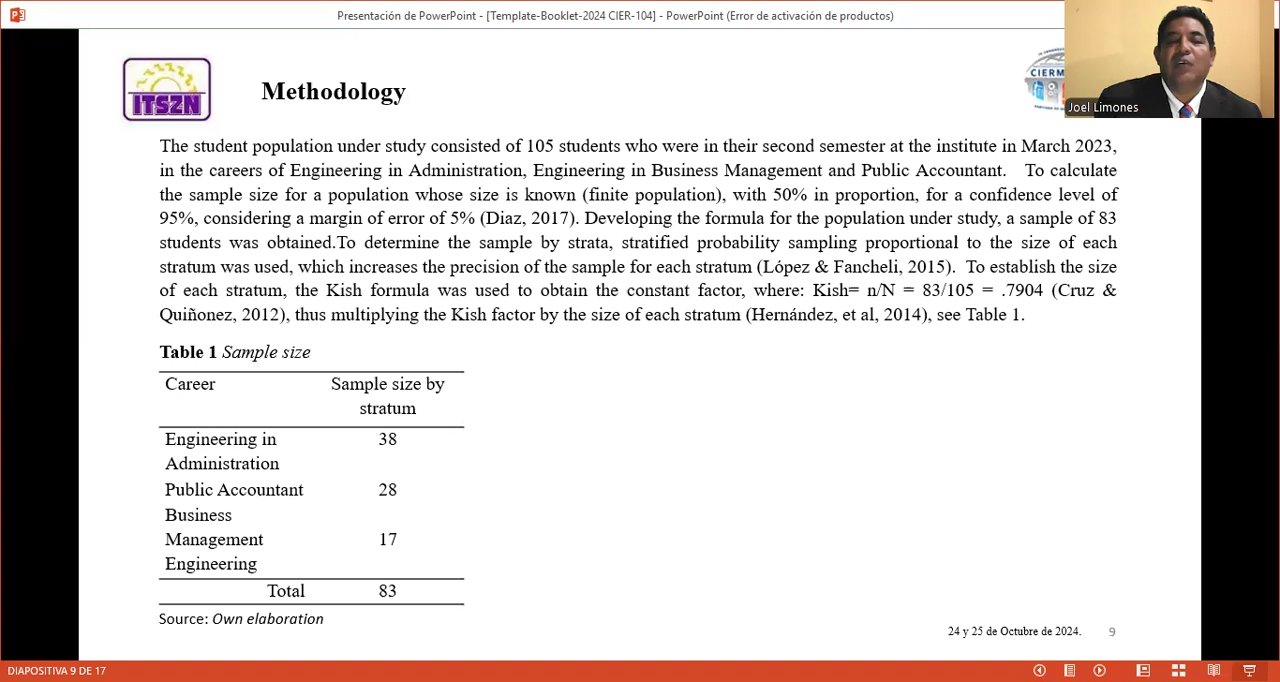 Presentación de PowerPoint - [Template-Booklet-2024 CIER-104] - PowerPoint (Error de activación de productos)
ITSZN
Methodology
CIERM
Joel Limones
The student population under study consisted of 105 students who were in their second semester at the institute in March 2023,
in the careers of Engineering in Administration, Engineering in Business Management and Public Accountant. To calculate
the sample size for a population whose size is known (finite population), with 50% in proportion, for a confidence level of
95%, considering a margin of error of 5% (Diaz, 2017). Developing the formula for the population under study, a sample of 83
students was obtained.To determine the sample by strata, stratified probability sampling proportional to the size of each
stratum was used, which increases the precision of the sample for each stratum (López & Fancheli, 2015). To establish the size
of each stratum, the Kish formula was used to obtain the constant factor, where: Kish= n/N = 83/105 = .7904 (Cruz &
Quiñonez, 2012), thus multiplying the Kish factor by the size of each stratum (Hernández, et al, 2014), see Table 1.
Table 1 Sample size
Career Sample size by
stratum
Engineering in 38
Administration
Public Accountant 28
Business
Management 17
Engineering
Total 83
Source: Own elaboration
24 y 25 de Octubre de 2024. 9
DIAPOSITIVA 9 DE 17